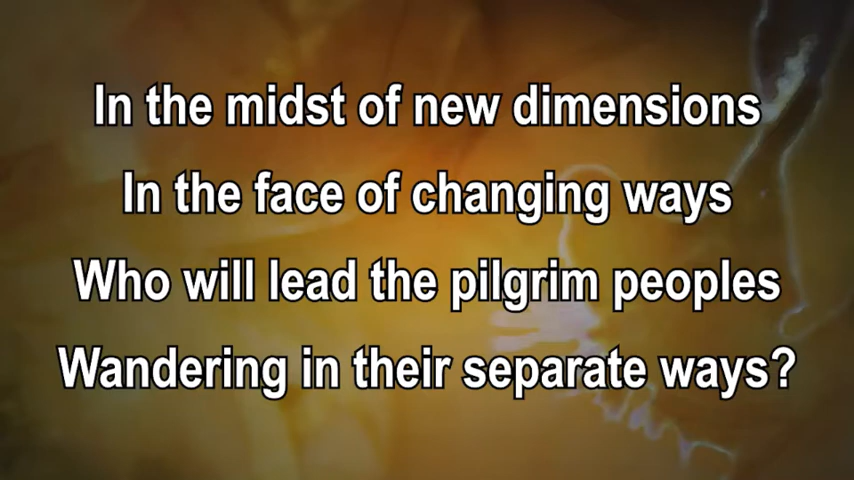 In the midst of new dimensions
In the face of changing ways
Who will lead the pilgrim peoples
Wandering in their separate ways?